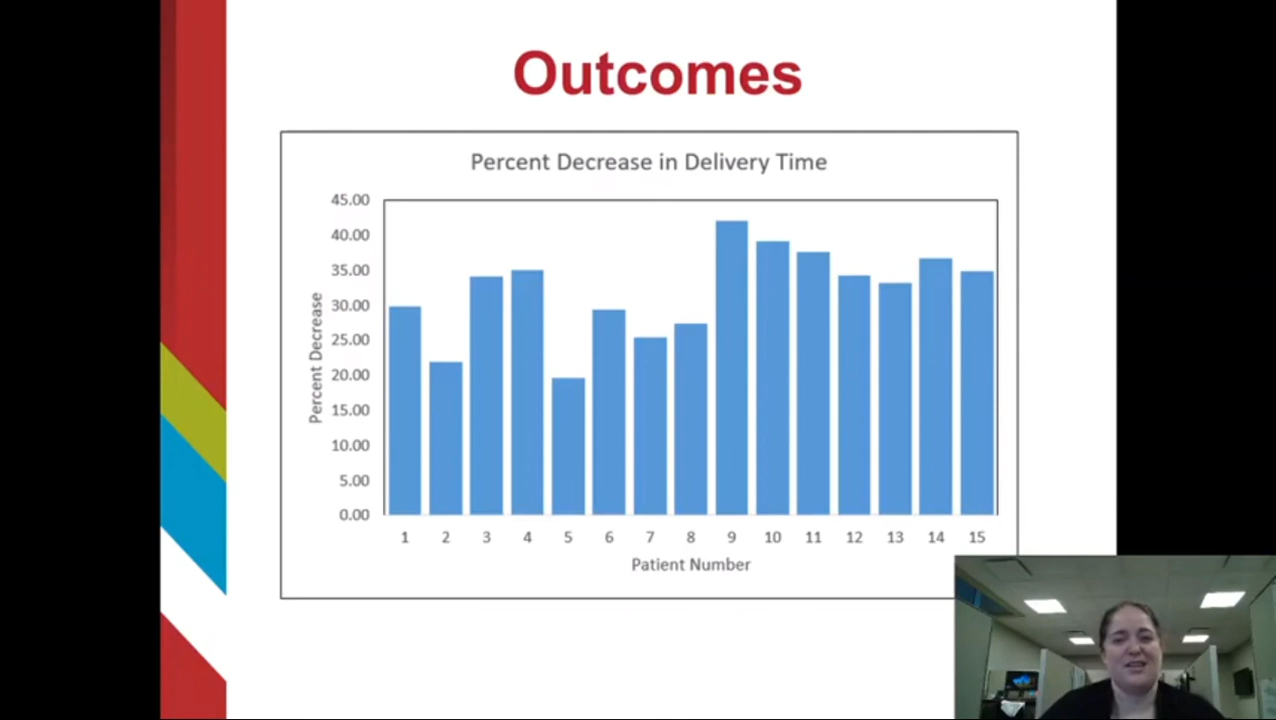 Outcomes
Percent Decrease in Delivery Time
45.00
40.00
35.00
30.00
25.00
20.00
15.00
10.00
5.00
0.00
Percent Decrease
1 2 3 4 5 6 7 8 9 10 11 12 13 14 15
Patient Number